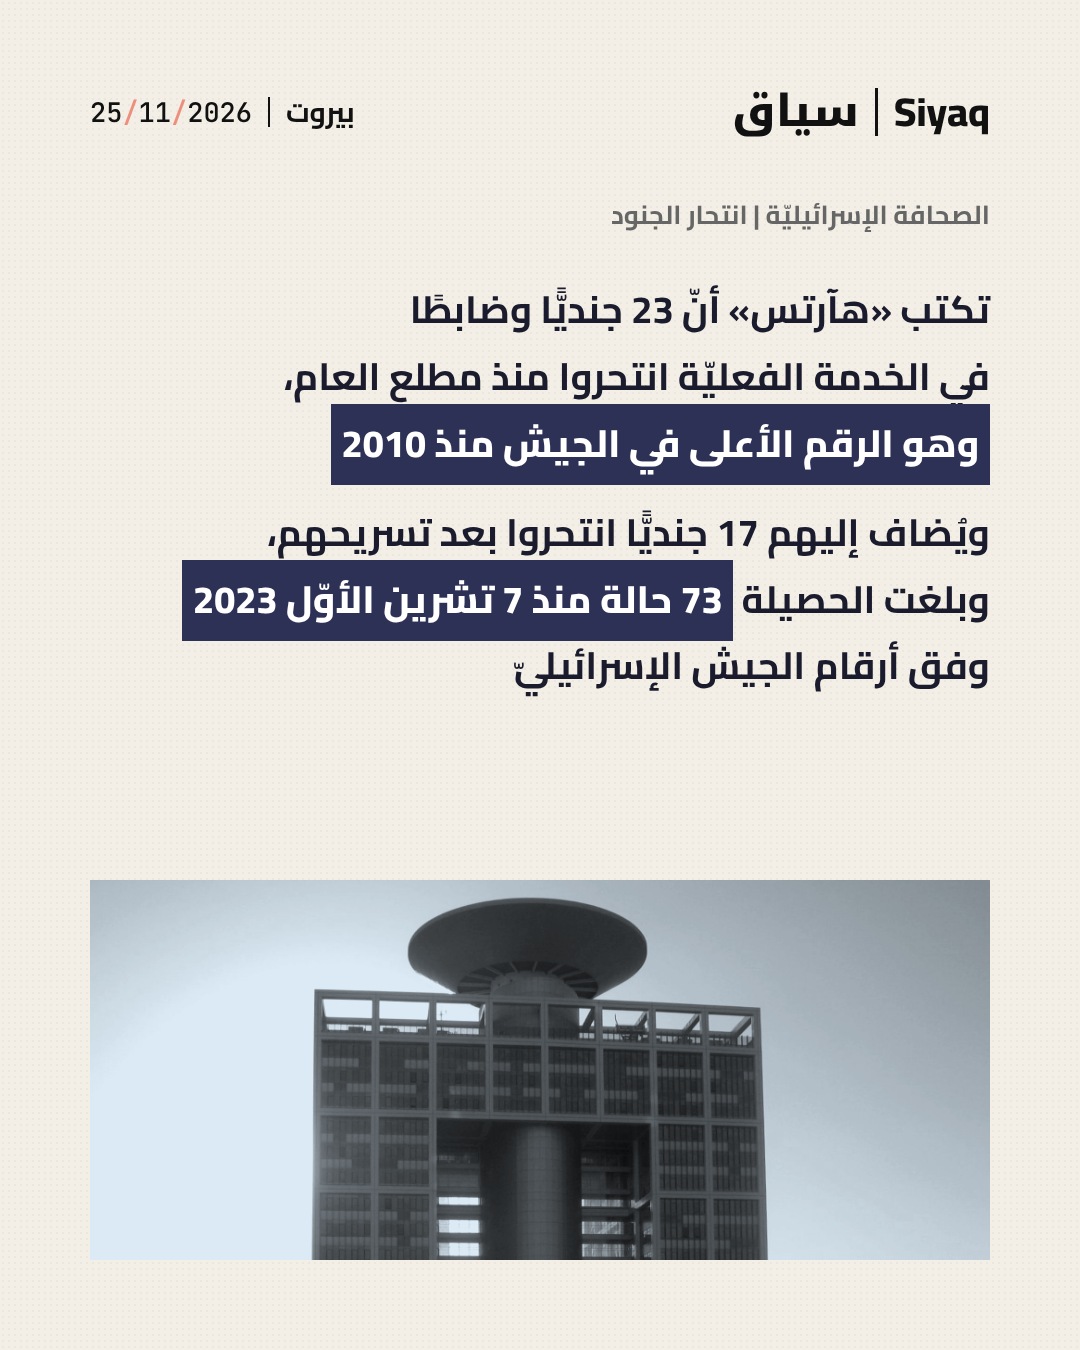 Siyaq | سياق
بيروت | 25/11/2026
الصحافة الإسرائيليّة | انتحار الجنود
تكتب «هآرتس» أنّ 23 جنديًّا وضابطًا
في الخدمة الفعليّة انتحروا منذ مطلع العام،
وهو الرقم الأعلى في الجيش منذ 2010
ويُضاف إليهم 17 جنديًّا انتحروا بعد تسريحهم،
وبلغت الحصيلة 73 حالة منذ 7 تشرين الأوّل 2023
وفق أرقام الجيش الإسرائيليّ